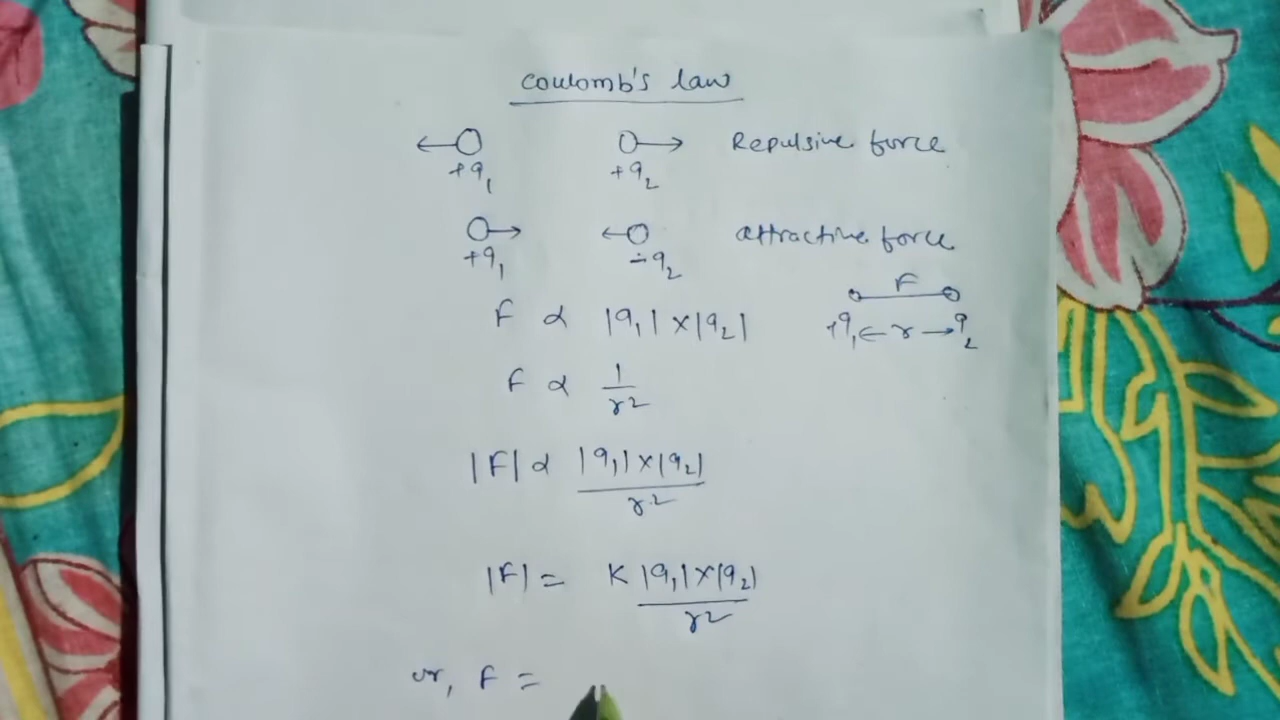 Coulomb's law
+q₁ +q₂ Repulsive force
+q₁ -q₂ attractive force
F
F ∝ |q₁| × |q₂|
+q₁ ← r → q₂
F ∝ 1/r²
|F| ∝ |q₁| × |q₂| / r²
|F| = K |q₁| × |q₂| / r²
or, F =